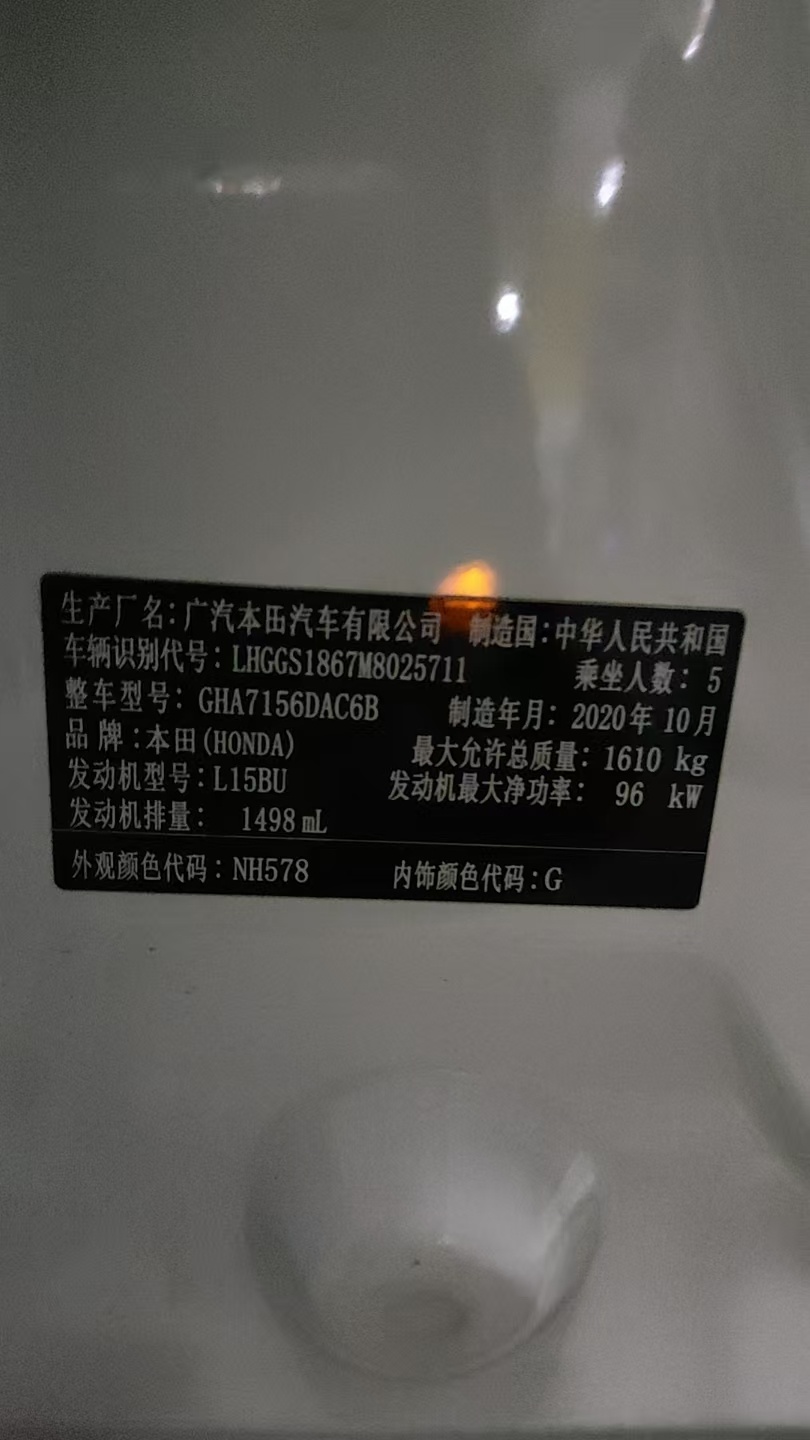 生产厂名：广汽本田汽车有限公司 制造国：中华人民共和国
车辆识别代号：LHGGS1867M8025711 乘坐人数：5
整车型号：GHA7156DAC6B 制造年月：2020年10月
品牌：本田(HONDA) 最大允许总质量：1610 kg
发动机型号：L15BU 发动机最大净功率：96 kW
发动机排量：1498mL
外观颜色代码：NH578 内饰颜色代码：G